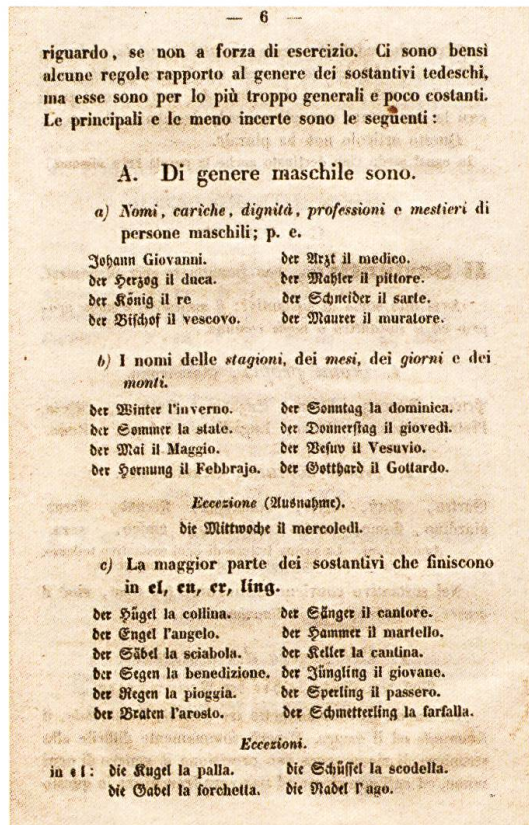 — 6 —
riguardo, se non a forza di esercizio. Ci sono bensì
alcune regole rapporto al genere dei sostantivi tedeschi,
ma esse sono per lo più troppo generali e poco costanti.
Le principali e le meno incerte sono le seguenti:
A. Di genere maschile sono.
a) Nomi, cariche, dignità, professioni e mestieri di
persone maschili; p. e.
Johann Giovanni. der Arzt il medico.
der Herzog il duca. der Mahler il pittore.
der König il re der Schneider il sarte.
der Bischof il vescovo. der Maurer il muratore.
b) I nomi delle stagioni, dei mesi, dei giorni e dei
monti.
der Winter l'inverno. der Sonntag la dominica.
der Sommer la state. der Donnerstag il giovedì.
der Mai il Maggio. der Vesuv il Vesuvio.
der Hornung il Febbrajo. der Gotthard il Gottardo.
Eccezione (Ausnahme).
die Mittwoche il mercoledì.
c) La maggior parte dei sostantivi che finiscono
in el, en, er, ling.
der Hügel la collina. der Sänger il cantore.
der Engel l'angelo. der Hammer il martello.
der Säbel la sciabola. der Keller la cantina.
der Segen la benedizione. der Jüngling il giovane.
der Regen la pioggia. der Sperling il passero.
der Braten l'arosto. der Schmetterling la farfalla.
Eccezioni.
in el: die Kugel la palla. die Schüssel la scodella.
die Gabel la forchetta. die Nadel l'ago.